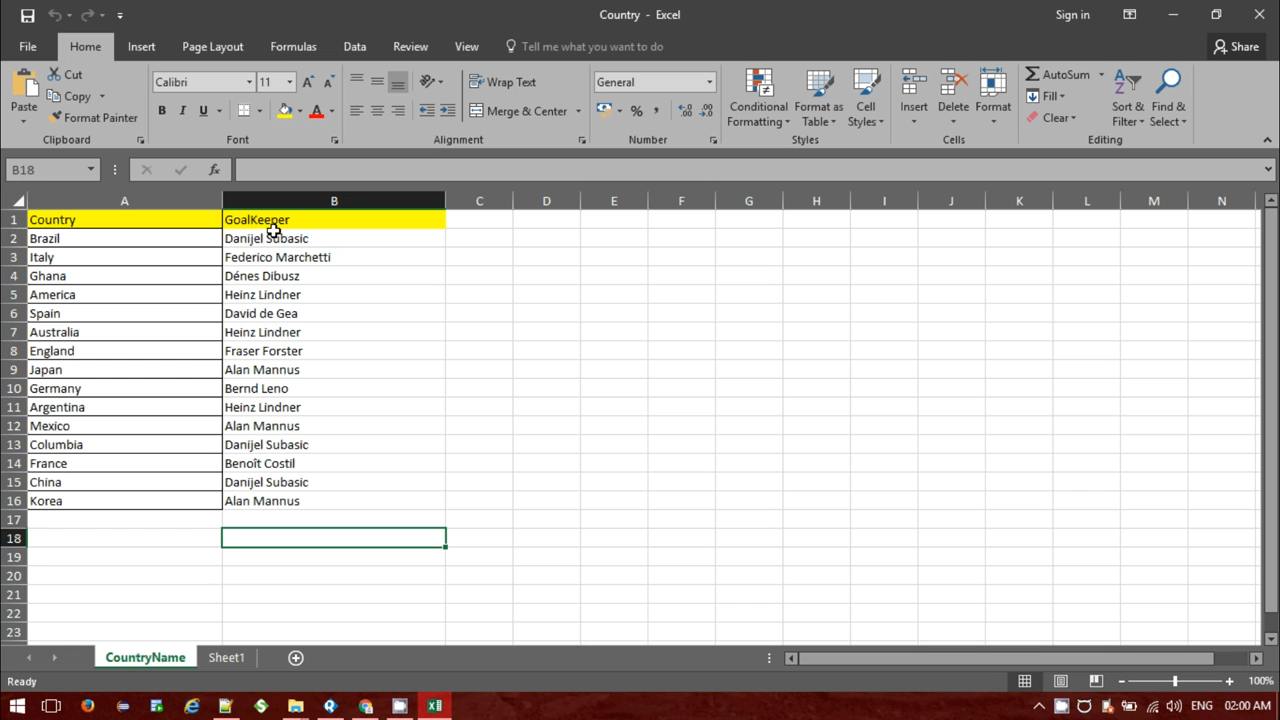 Country - Excel
Sign in
File Home Insert Page Layout Formulas Data Review View Tell me what you want to do Share
Paste
Cut
Copy
Format Painter
Clipboard
Calibri 11
B I U
Font
Wrap Text
Merge & Center
Alignment
General
%
Number
Conditional Formatting
Format as Table
Cell Styles
Styles
Insert Delete Format
Cells
AutoSum
Fill
Clear
Sort & Filter
Find & Select
Editing
B18
fx
A B C D E F G H I J K L M N
1 Country GoalKeeper
2 Brazil Danijel Subasic
3 Italy Federico Marchetti
4 Ghana Dénes Dibusz
5 America Heinz Lindner
6 Spain David de Gea
7 Australia Heinz Lindner
8 England Fraser Forster
9 Japan Alan Mannus
10 Germany Bernd Leno
11 Argentina Heinz Lindner
12 Mexico Alan Mannus
13 Columbia Danijel Subasic
14 France Benoît Costil
15 China Danijel Subasic
16 Korea Alan Mannus
17
18
19
20
21
22
23
CountryName Sheet1
Ready
100%
ENG 02:00 AM